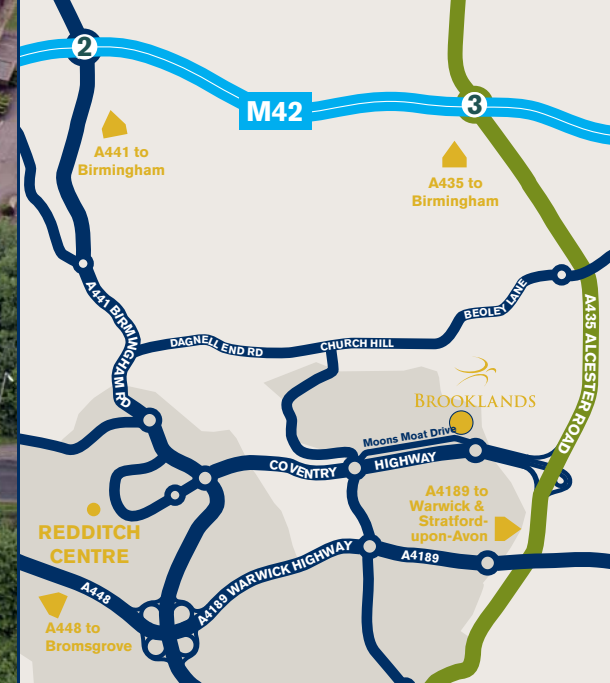 2
M42
3
A441 to
Birmingham
A435 to
Birmingham
A441 BIRMINGHAM RD
DAGNELL END RD
CHURCH HILL
BEOLEY LANE
A435 ALCESTER ROAD
BROOKLANDS
Moons Moat Drive
COVENTRY
HIGHWAY
A4189 to
Warwick &
Stratford-
upon-Avon
REDDITCH
CENTRE
A4189 WARWICK HIGHWAY
A4189
A448
A448 to
Bromsgrove